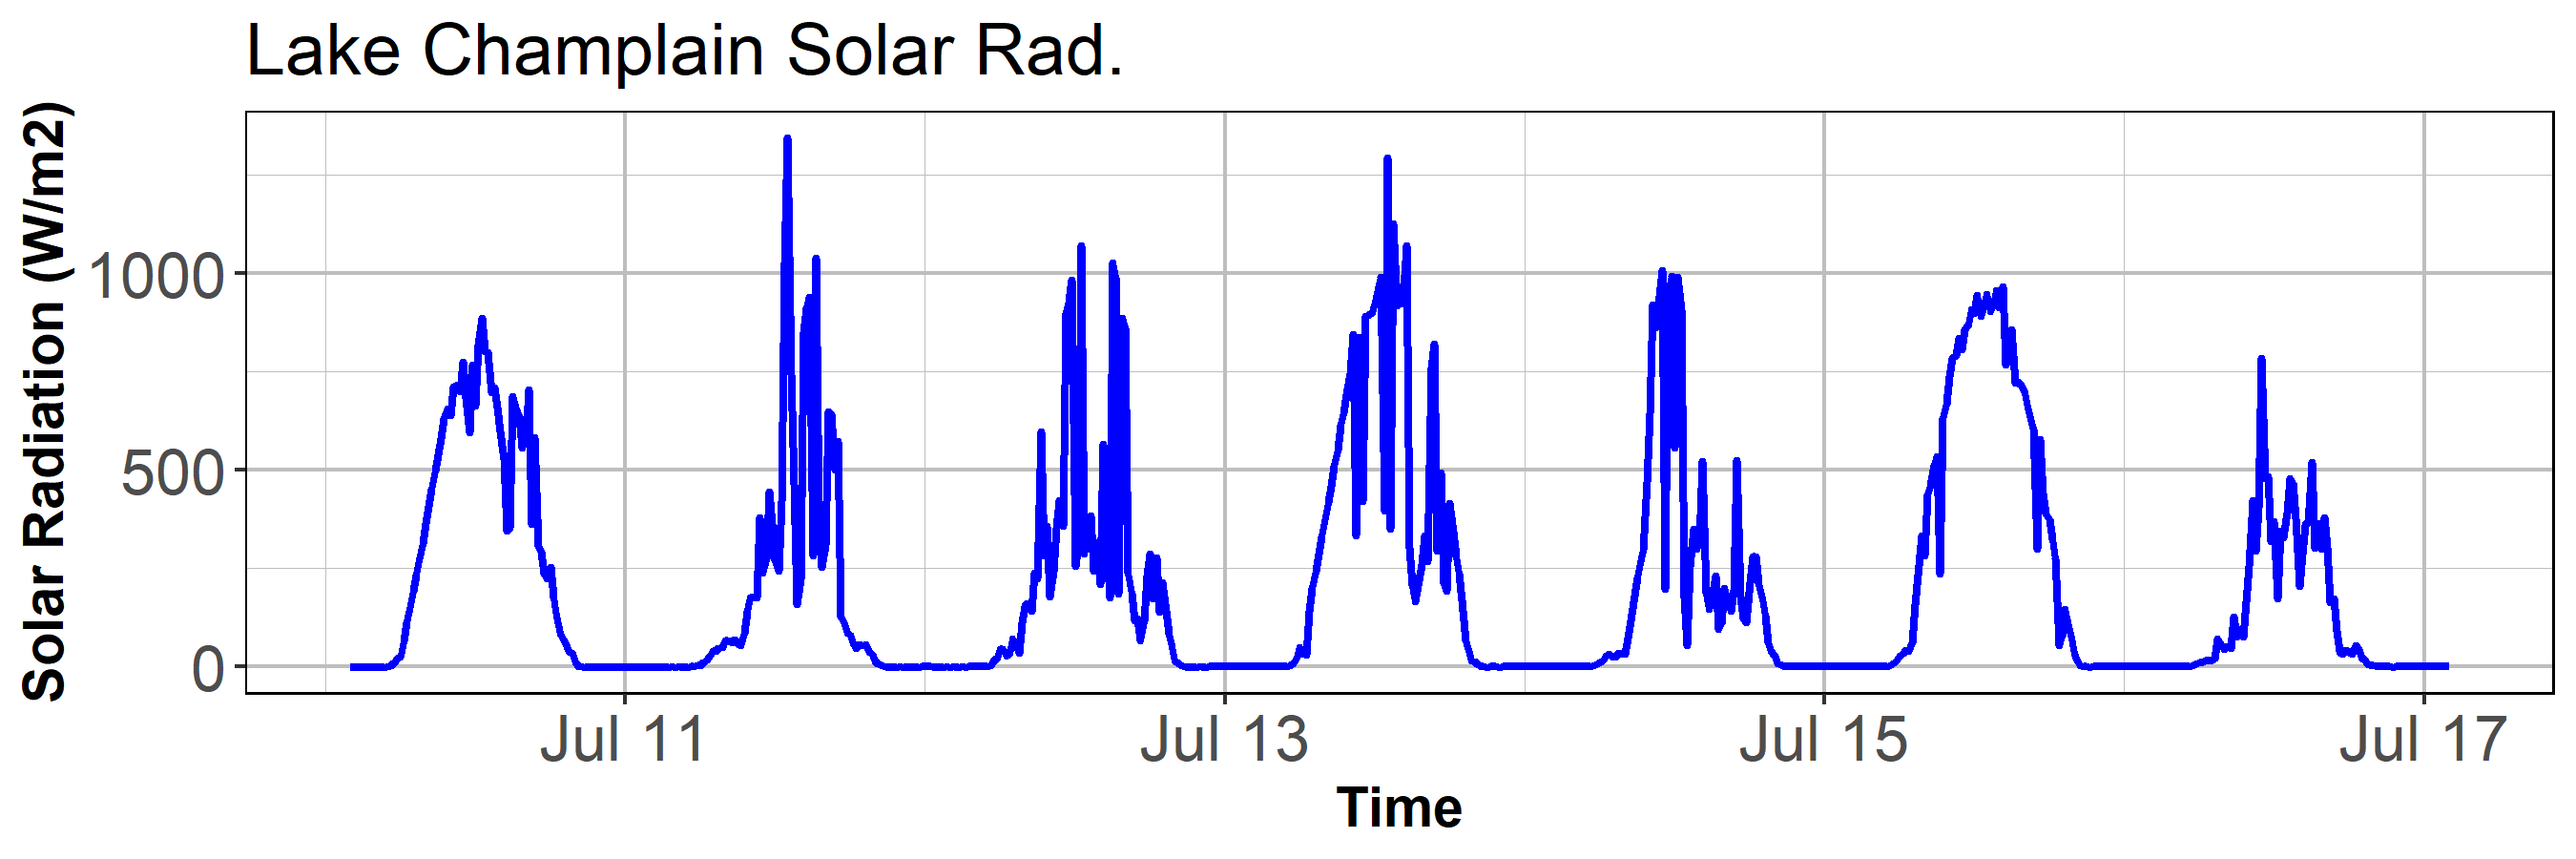 Lake Champlain Solar Rad.
Solar Radiation (W/m2)
1000
500
0
Jul 11 Jul 13 Jul 15 Jul 17
Time